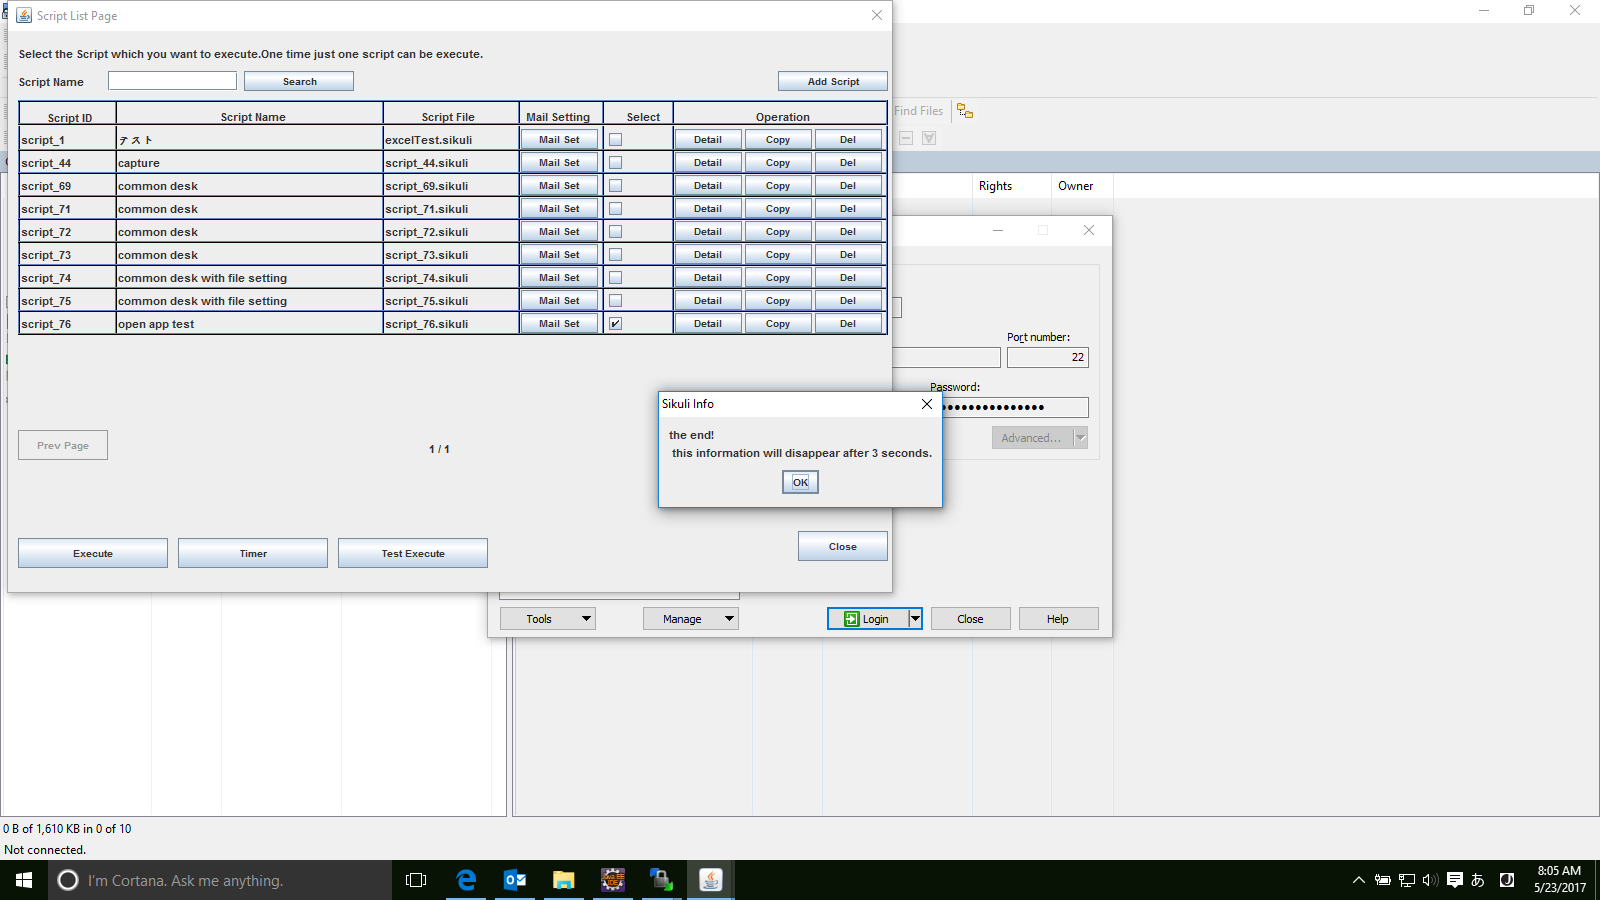 Script List Page
Select the Script which you want to execute.One time just one script can be execute.
Script Name Search Add Script
Script ID Script Name Script File Mail Setting Select Operation
script_1 テスト excelTest.sikuli Mail Set Detail Copy Del
script_44 capture script_44.sikuli Mail Set Detail Copy Del
script_69 common desk script_69.sikuli Mail Set Detail Copy Del
script_71 common desk script_71.sikuli Mail Set Detail Copy Del
script_72 common desk script_72.sikuli Mail Set Detail Copy Del
script_73 common desk script_73.sikuli Mail Set Detail Copy Del
script_74 common desk with file setting script_74.sikuli Mail Set Detail Copy Del
script_75 common desk with file setting script_75.sikuli Mail Set Detail Copy Del
script_76 open app test script_76.sikuli Mail Set Detail Copy Del
Prev Page 1 / 1
Execute Timer Test Execute Close
Find Files
Rights Owner
Port number:
22
Password:
Advanced...
Sikuli Info
the end!
this information will disappear after 3 seconds.
OK
Tools Manage Login Close Help
0 B of 1,610 KB in 0 of 10
Not connected.
I'm Cortana. Ask me anything.
Java EE
IDE
あ
8:05 AM
5/23/2017